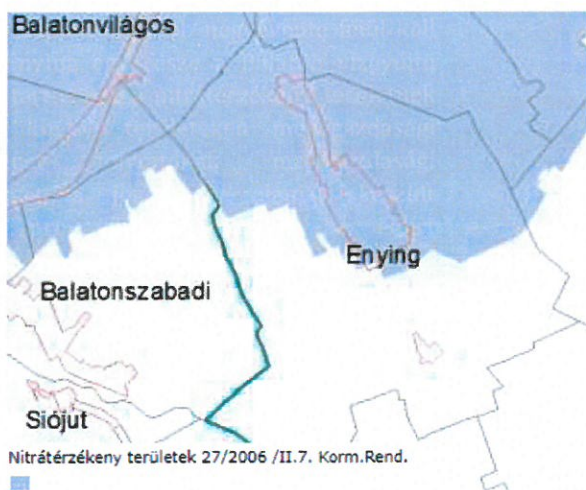 Balatonvilágos
Enying
Balatonszabadi
Siójut
Nitrátérzékeny területek 27/2006 /II.7. Korm.Rend.